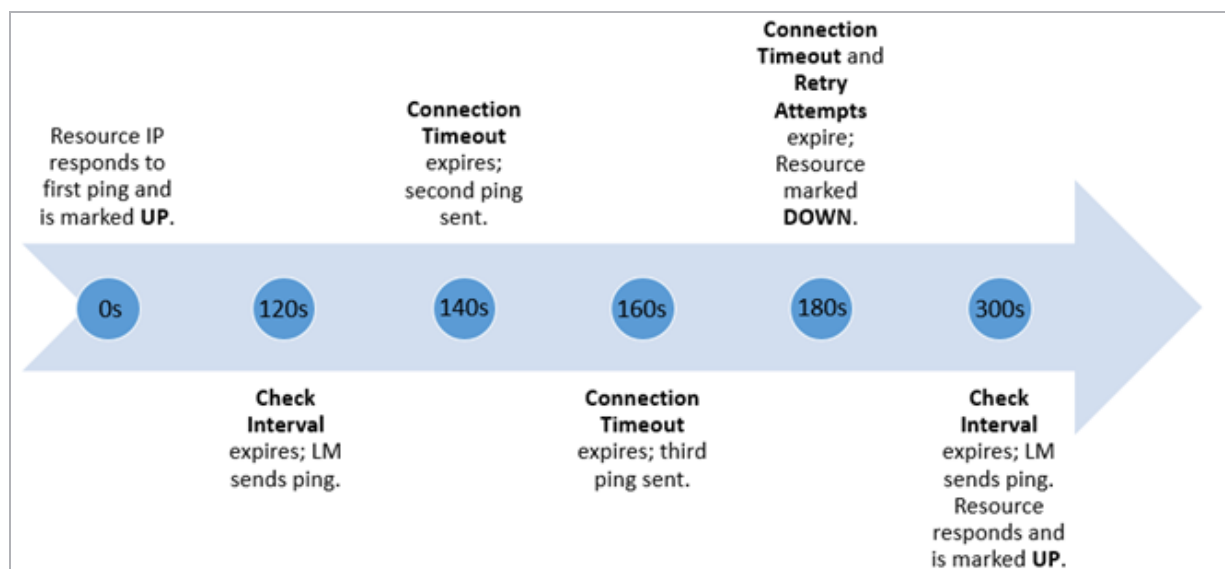 Resource IP
responds to
first ping and
is marked UP.
Connection
Timeout
expires;
second ping
sent.
Connection
Timeout and
Retry
Attempts
expire;
Resource
marked
DOWN.
0s
120s
140s
160s
180s
300s
Check
Interval
expires; LM
sends ping.
Connection
Timeout
expires; third
ping sent.
Check
Interval
expires; LM
sends ping.
Resource
responds and
is marked UP.